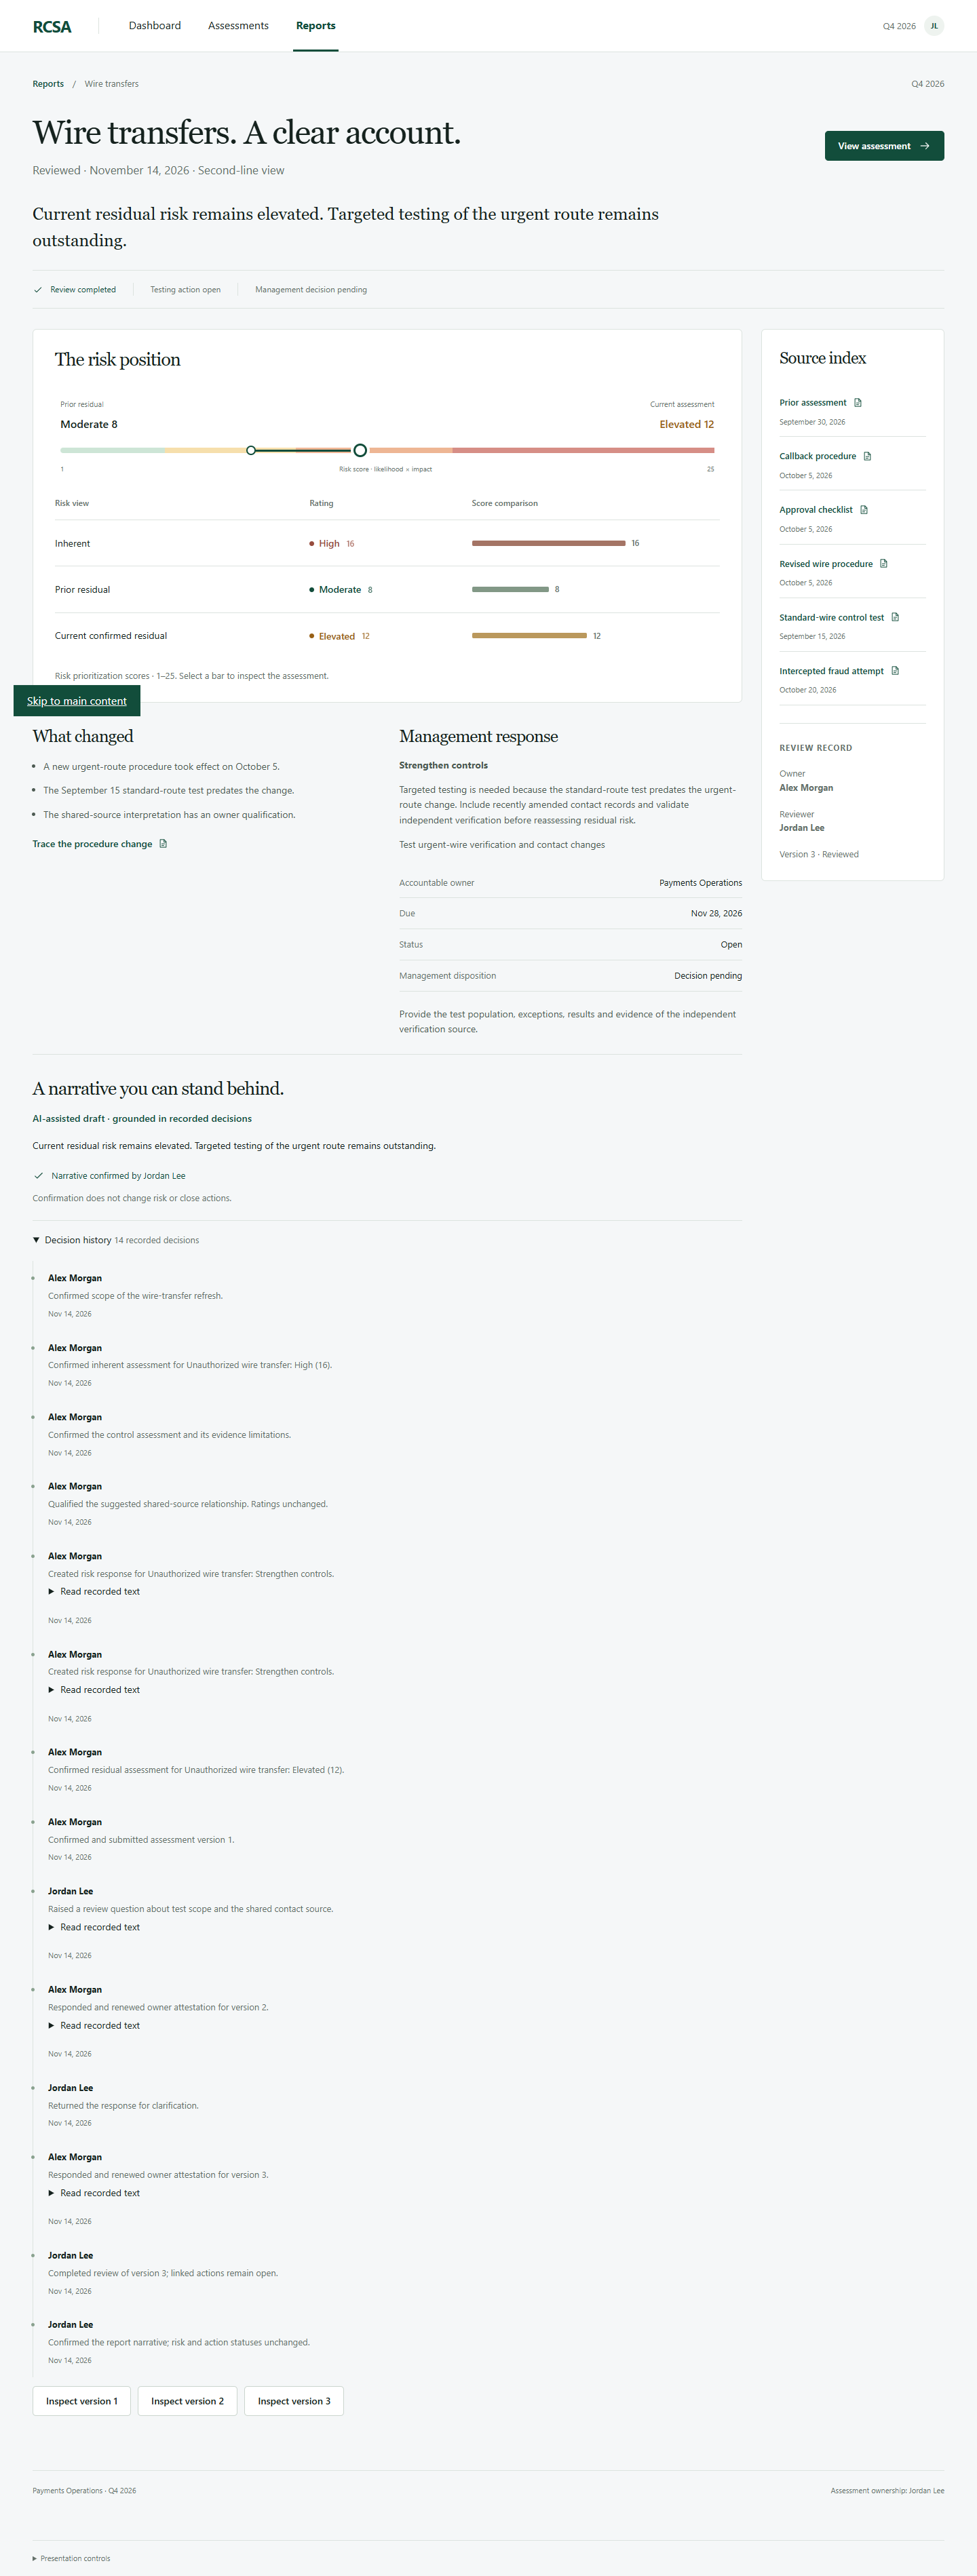 RCSA
Dashboard
Assessments
Reports
Q4 2026
JL
Reports / Wire transfers
Q4 2026
Wire transfers. A clear account.
View assessment →
Reviewed · November 14, 2026 · Second-line view
Current residual risk remains elevated. Targeted testing of the urgent route remains
outstanding.
Review completed
Testing action open
Management decision pending
The risk position
Prior residual
Current assessment
Moderate 8
Elevated 12
1
Risk score · likelihood × impact
25
Risk view
Rating
Score comparison
Inherent
High 16
16
Prior residual
Moderate 8
8
Current confirmed residual
Elevated 12
12
Risk prioritization scores · 1–25. Select a bar to inspect the assessment.
Source index
Prior assessment
September 30, 2026
Callback procedure
October 5, 2026
Approval checklist
October 5, 2026
Revised wire procedure
October 5, 2026
Standard-wire control test
September 15, 2026
Intercepted fraud attempt
October 20, 2026
REVIEW RECORD
Owner
Alex Morgan
Reviewer
Jordan Lee
Version 3 · Reviewed
Skip to main content
What changed
• A new urgent-route procedure took effect on October 5.
• The September 15 standard-route test predates the change.
• The shared-source interpretation has an owner qualification.
Trace the procedure change
Management response
Strengthen controls
Targeted testing is needed because the standard-route test predates the urgent-
route change. Include recently amended contact records and validate
independent verification before reassessing residual risk.
Test urgent-wire verification and contact changes
Accountable owner
Payments Operations
Due
Nov 28, 2026
Status
Open
Management disposition
Decision pending
Provide the test population, exceptions, results and evidence of the independent
verification source.
A narrative you can stand behind.
AI-assisted draft · grounded in recorded decisions
Current residual risk remains elevated. Targeted testing of the urgent route remains outstanding.
Narrative confirmed by Jordan Lee
Confirmation does not change risk or close actions.
Decision history 14 recorded decisions
Alex Morgan
Confirmed scope of the wire-transfer refresh.
Nov 14, 2026
Alex Morgan
Confirmed inherent assessment for Unauthorized wire transfer: High (16).
Nov 14, 2026
Alex Morgan
Confirmed the control assessment and its evidence limitations.
Nov 14, 2026
Alex Morgan
Qualified the suggested shared-source relationship. Ratings unchanged.
Nov 14, 2026
Alex Morgan
Created risk response for Unauthorized wire transfer: Strengthen controls.
Read recorded text
Nov 14, 2026
Alex Morgan
Created risk response for Unauthorized wire transfer: Strengthen controls.
Read recorded text
Nov 14, 2026
Alex Morgan
Confirmed residual assessment for Unauthorized wire transfer: Elevated (12).
Nov 14, 2026
Alex Morgan
Confirmed and submitted assessment version 1.
Nov 14, 2026
Jordan Lee
Raised a review question about test scope and the shared contact source.
Read recorded text
Nov 14, 2026
Alex Morgan
Responded and renewed owner attestation for version 2.
Read recorded text
Nov 14, 2026
Jordan Lee
Returned the response for clarification.
Nov 14, 2026
Alex Morgan
Responded and renewed owner attestation for version 3.
Read recorded text
Nov 14, 2026
Jordan Lee
Completed review of version 3; linked actions remain open.
Nov 14, 2026
Jordan Lee
Confirmed the report narrative; risk and action statuses unchanged.
Nov 14, 2026
Inspect version 1
Inspect version 2
Inspect version 3
Payments Operations · Q4 2026
Assessment ownership: Jordan Lee
Presentation controls